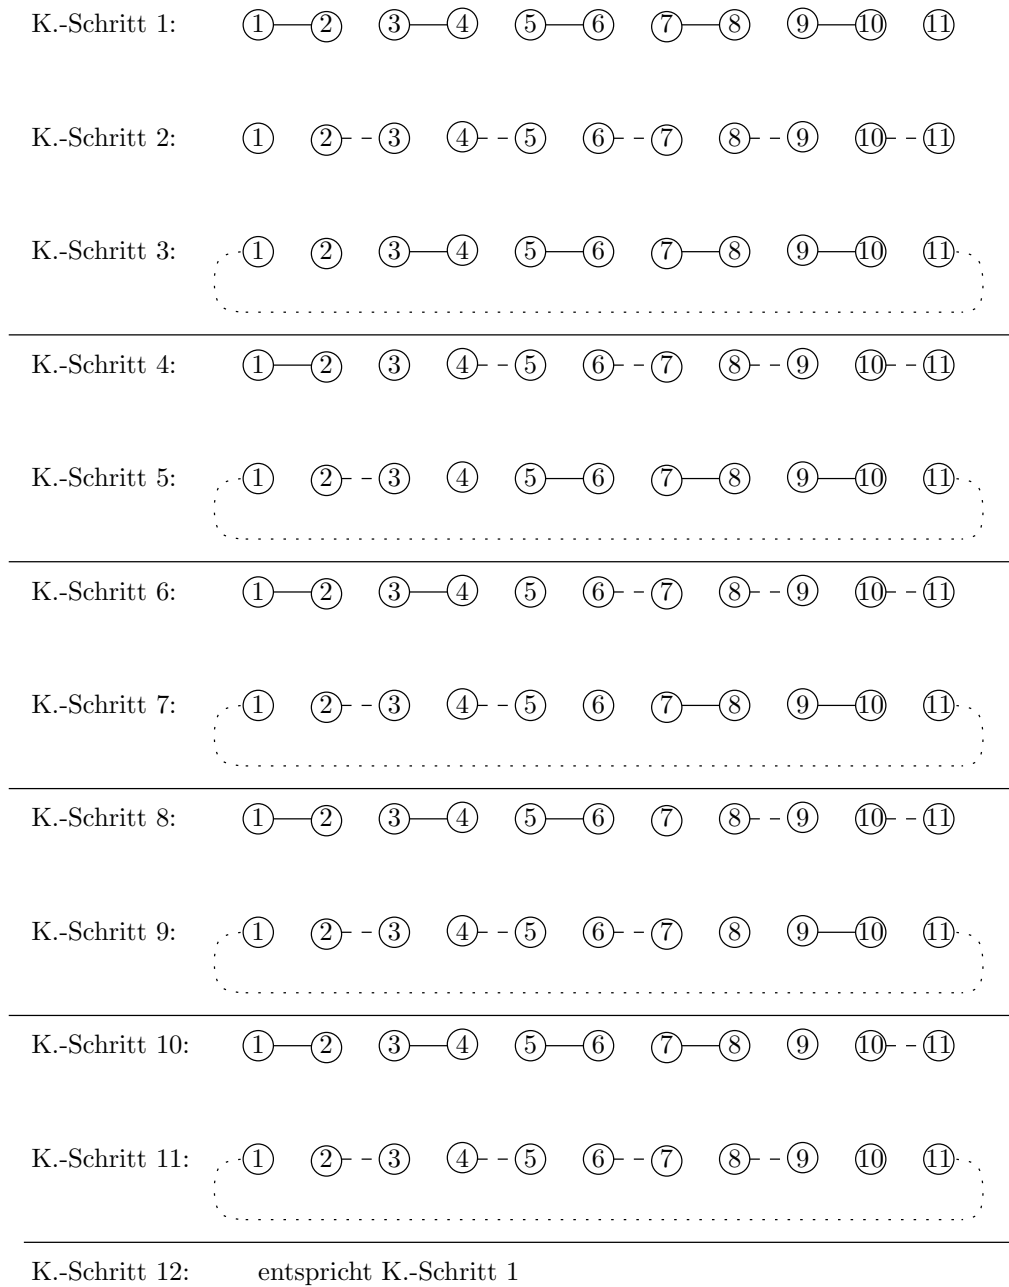 K.-Schritt 1: 1 2 3 4 5 6 7 8 9 10 11
K.-Schritt 2: 1 2 3 4 5 6 7 8 9 10 11
K.-Schritt 3: 1 2 3 4 5 6 7 8 9 10 11
K.-Schritt 4: 1 2 3 4 5 6 7 8 9 10 11
K.-Schritt 5: 1 2 3 4 5 6 7 8 9 10 11
K.-Schritt 6: 1 2 3 4 5 6 7 8 9 10 11
K.-Schritt 7: 1 2 3 4 5 6 7 8 9 10 11
K.-Schritt 8: 1 2 3 4 5 6 7 8 9 10 11
K.-Schritt 9: 1 2 3 4 5 6 7 8 9 10 11
K.-Schritt 10: 1 2 3 4 5 6 7 8 9 10 11
K.-Schritt 11: 1 2 3 4 5 6 7 8 9 10 11
K.-Schritt 12: entspricht K.-Schritt 1